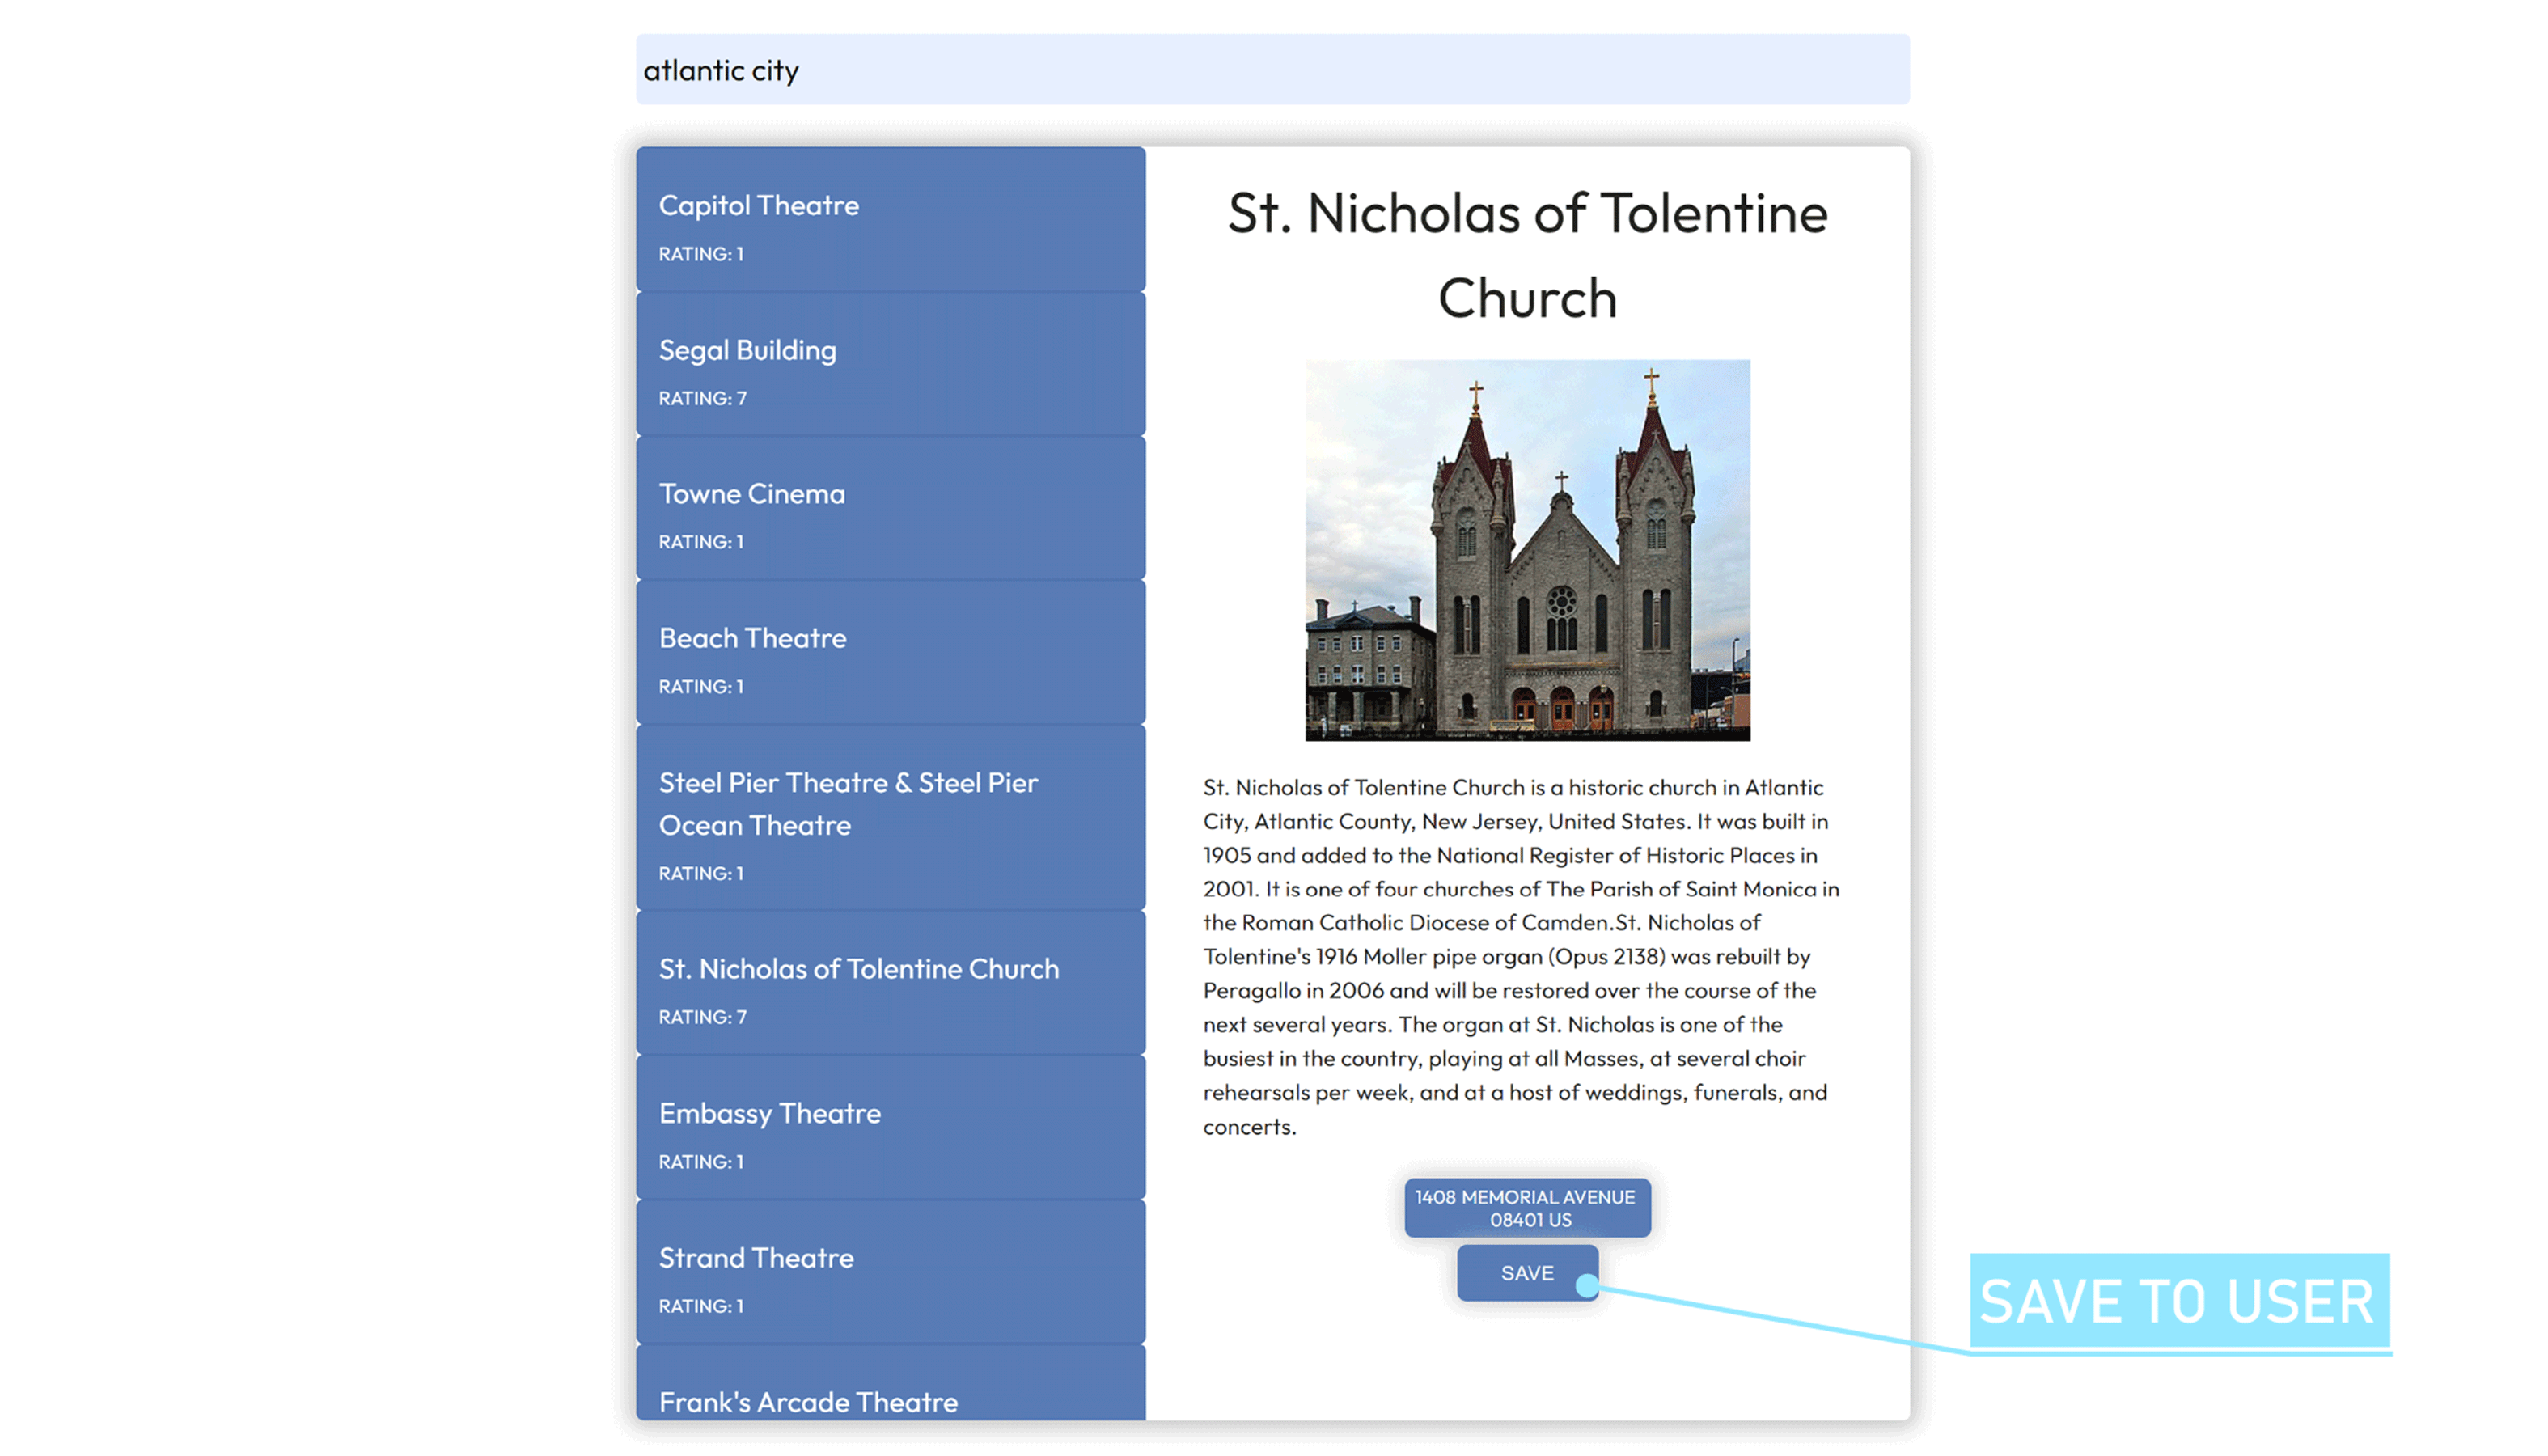 atlantic city
Capitol Theatre
RATING: 1
Segal Building
RATING: 7
Towne Cinema
RATING: 1
Beach Theatre
RATING: 1
Steel Pier Theatre & Steel Pier
Ocean Theatre
RATING: 1
St. Nicholas of Tolentine Church
RATING: 7
Embassy Theatre
RATING: 1
Strand Theatre
RATING: 1
Frank's Arcade Theatre
St. Nicholas of Tolentine
Church
St. Nicholas of Tolentine Church is a historic church in Atlantic
City, Atlantic County, New Jersey, United States. It was built in
1905 and added to the National Register of Historic Places in
2001. It is one of four churches of The Parish of Saint Monica in
the Roman Catholic Diocese of Camden.St. Nicholas of
Tolentine's 1916 Moller pipe organ (Opus 2138) was rebuilt by
Peragallo in 2006 and will be restored over the course of the
next several years. The organ at St. Nicholas is one of the
busiest in the country, playing at all Masses, at several choir
rehearsals per week, and at a host of weddings, funerals, and
concerts.
1408 MEMORIAL AVENUE
08401 US
SAVE
SAVE TO USER